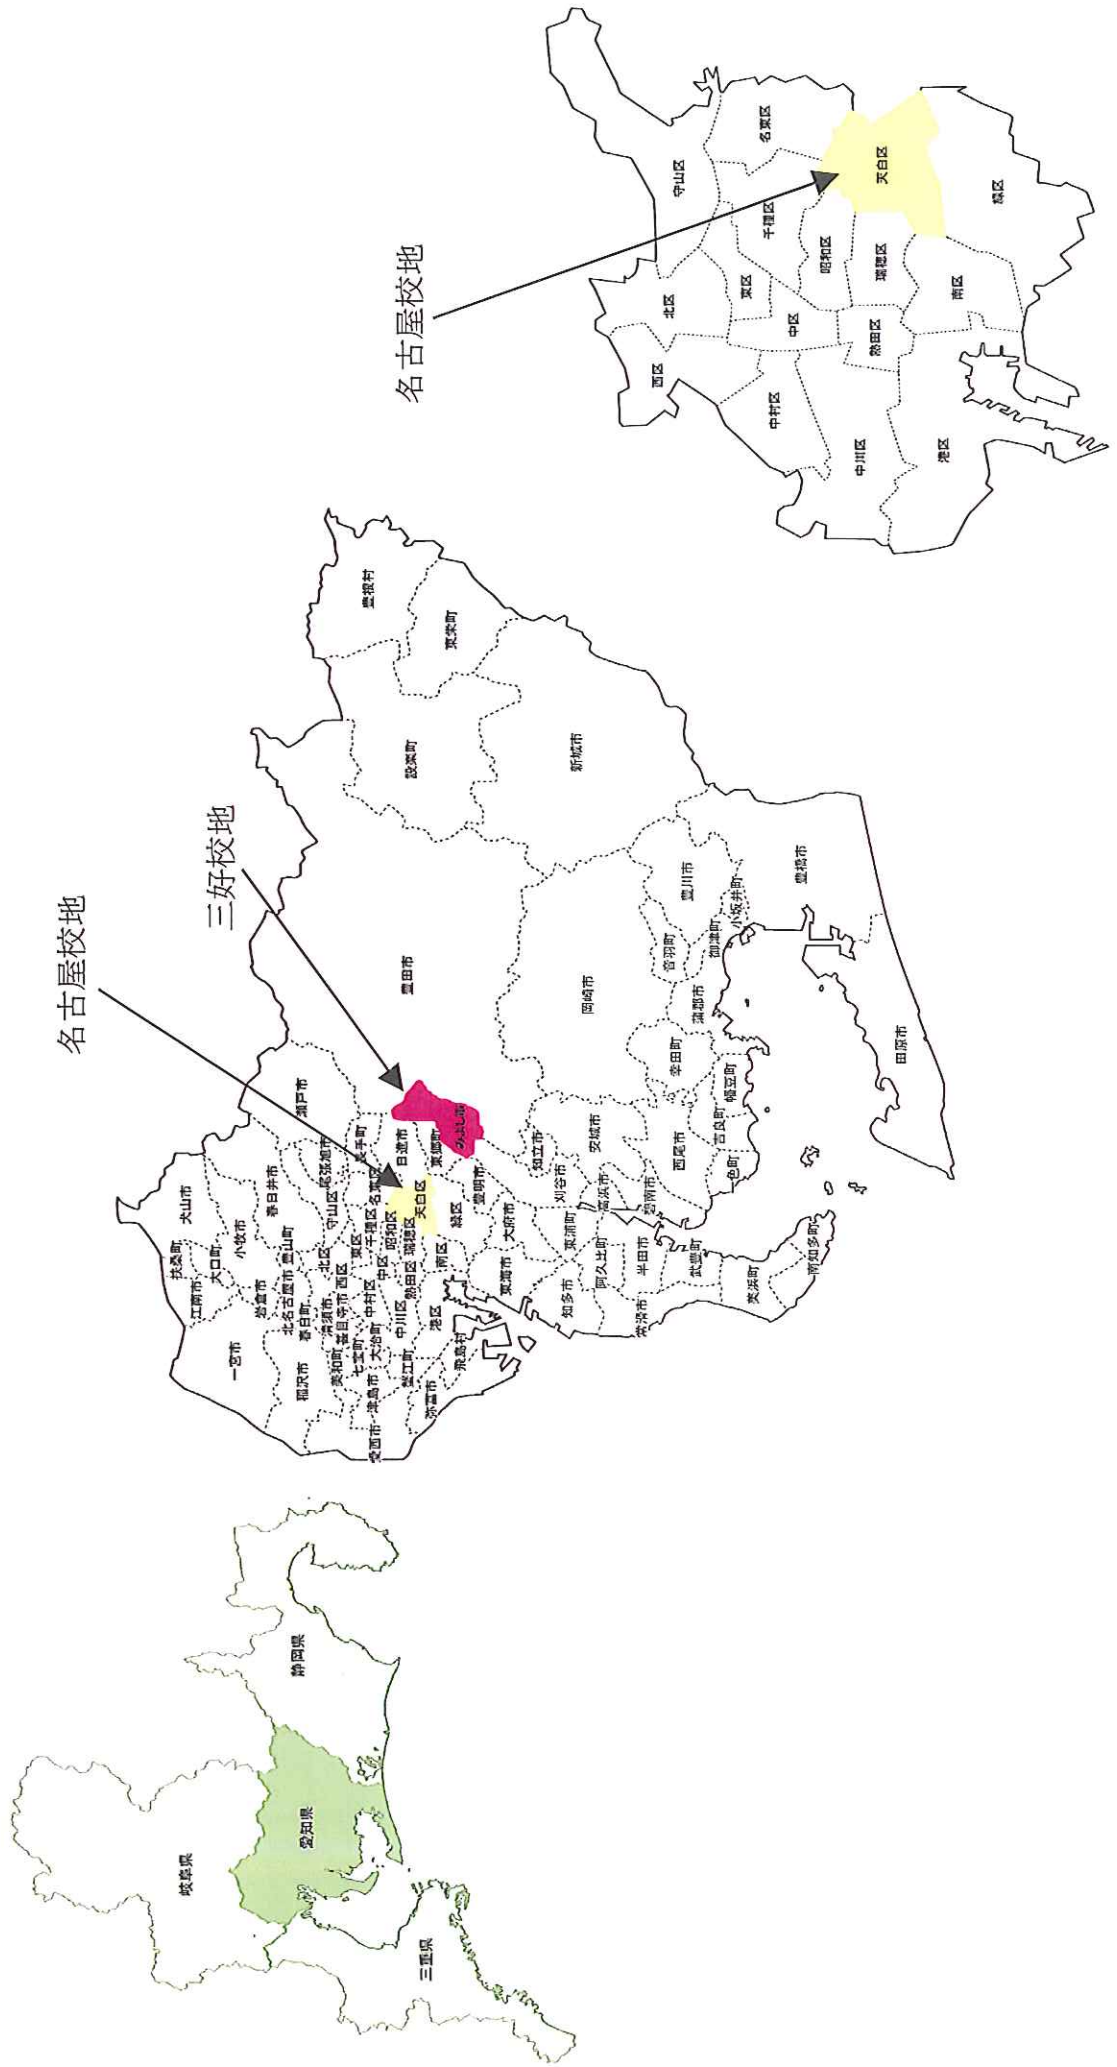 岐阜県
愛知県
静岡県
三重県
名古屋校地
三好校地
犬山市
扶桑町
大口町
江南市
小牧市
春日井市
瀬戸市
一宮市
岩倉市
豊山町
北名古屋市
春日町
稲沢市
清須市
北区
守山区
尾張旭市
長手町
美和町
甚目寺市
西区
東区
千種区
名東区
日進市
東郷町
みよし市
豊田市
設楽町
豊根村
東栄町
新城市
七宝町
大治町
中村区
中区
昭和区
天白区
津島市
愛西市
蟹江町
中川区
熱田区
瑞穂区
弥富市
飛島村
港区
南区
緑区
豊明市
大府市
東海市
知多市
東浦町
阿久比町
刈谷市
知立市
安城市
岡崎市
高浜市
碧南市
半田市
常滑市
武豊町
美浜町
南知多町
西尾市
一色町
吉良町
幡豆町
幸田町
蒲郡市
音羽町
御津町
小坂井町
豊川市
豊橋市
田原市
名古屋校地
守山区
北区
西区
名東区
千種区
東区
中区
中村区
昭和区
天白区
瑞穂区
熱田区
中川区
港区
南区
緑区